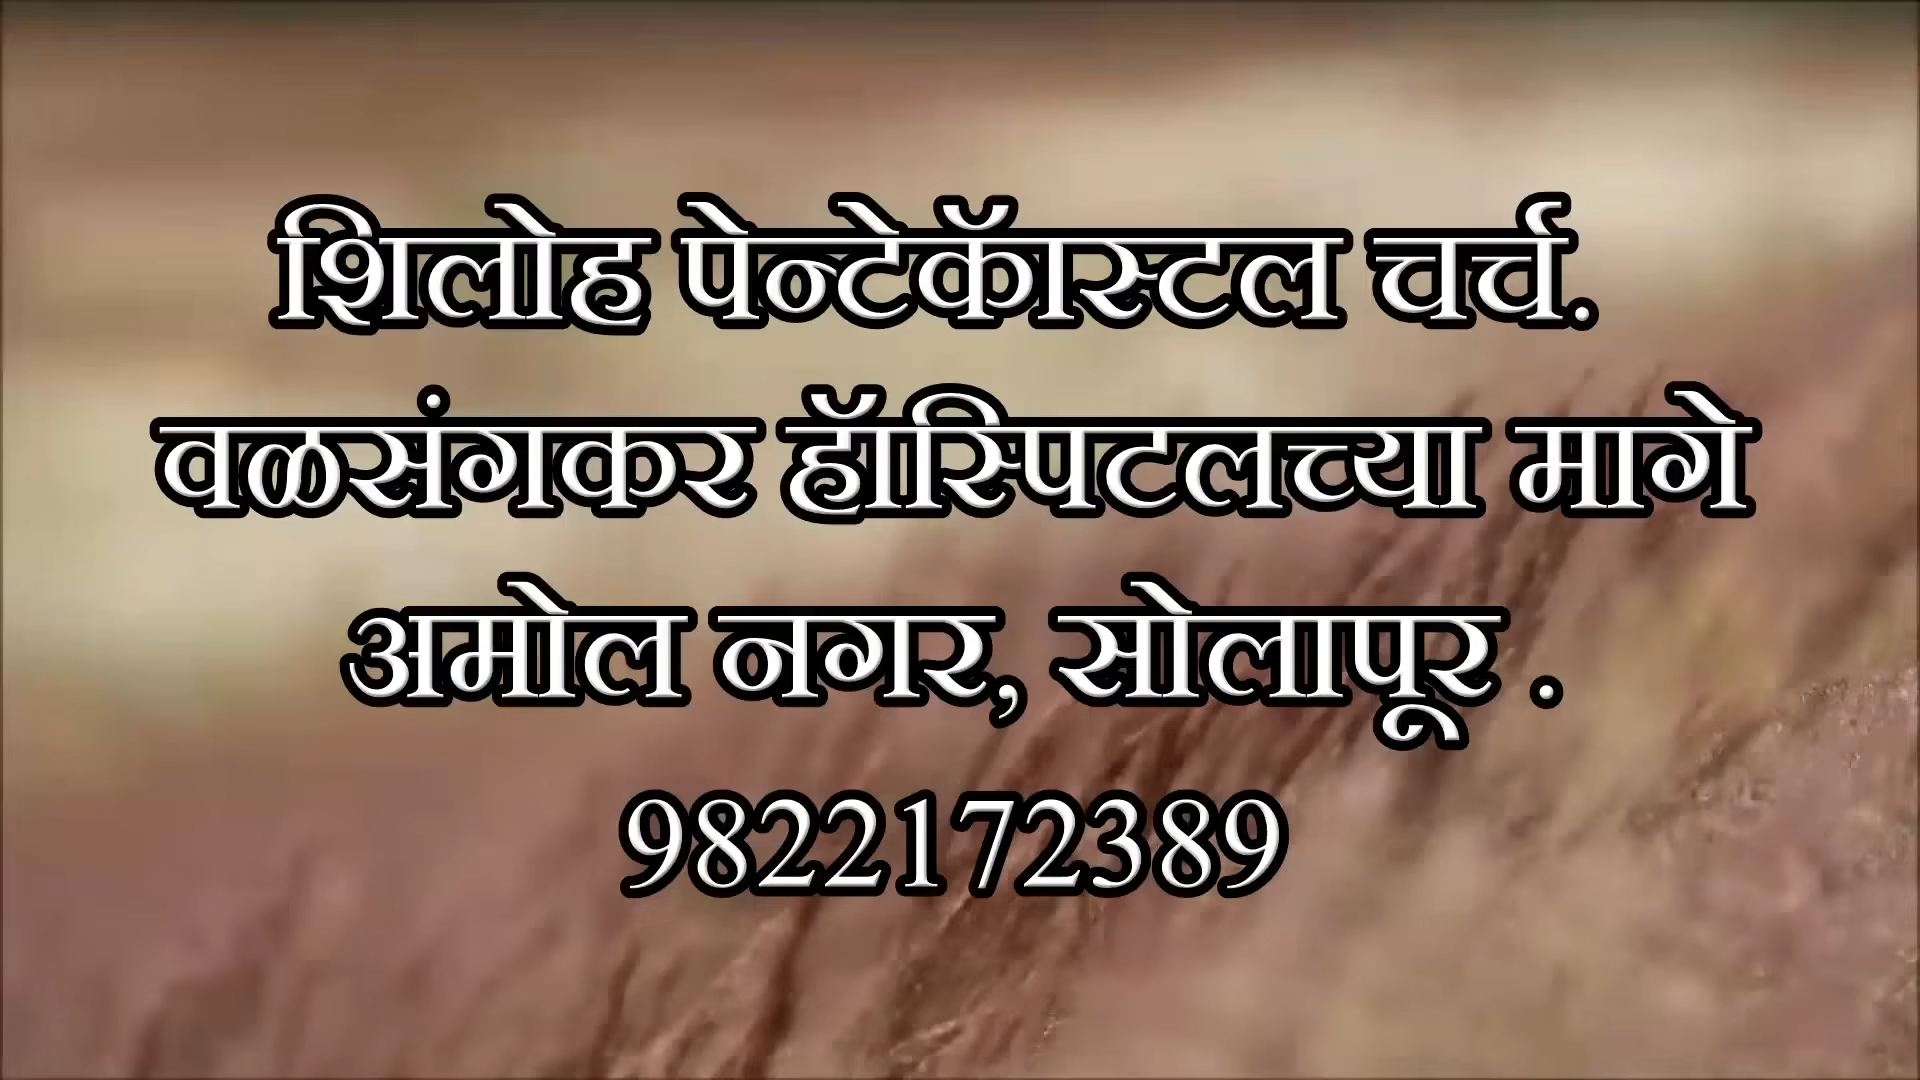 शिलोह पेन्टेकॅास्टल चर्च.
वळसंगकर हॅास्पिटलच्या मागे
अमोल नगर, सोलापूर .
9822172389